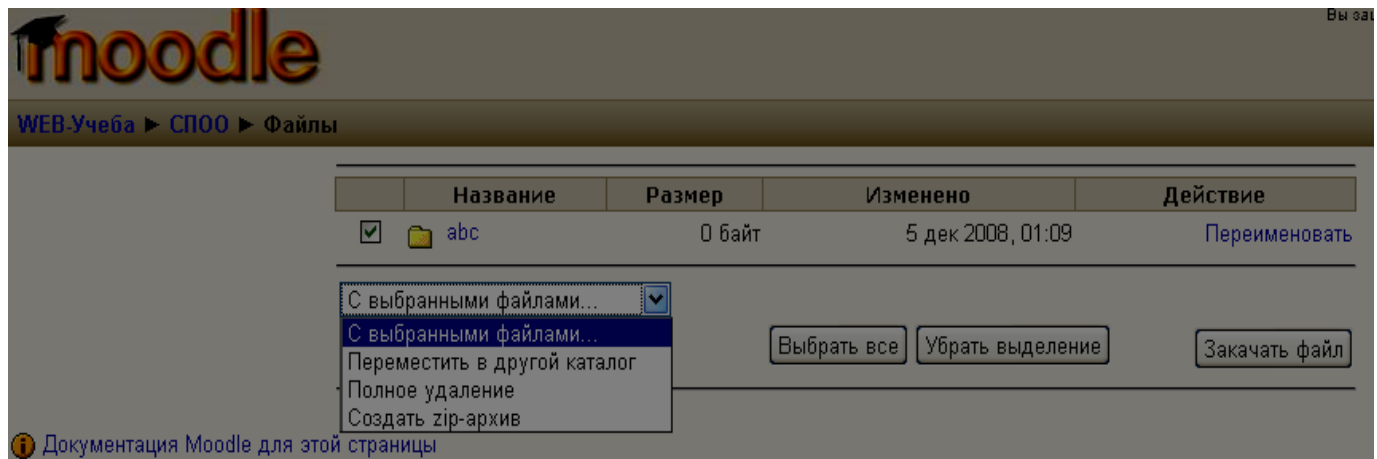 Вы заш
moodle
WEB-Учеба ► СПОО ► Файлы
Название Размер Изменено Действие
abc 0 байт 5 дек 2008, 01:09 Переименовать
С выбранными файлами...
С выбранными файлами...
Переместить в другой каталог
Полное удаление
Создать zip-архив
Выбрать все Убрать выделение Закачать файл
Документация Moodle для этой страницы